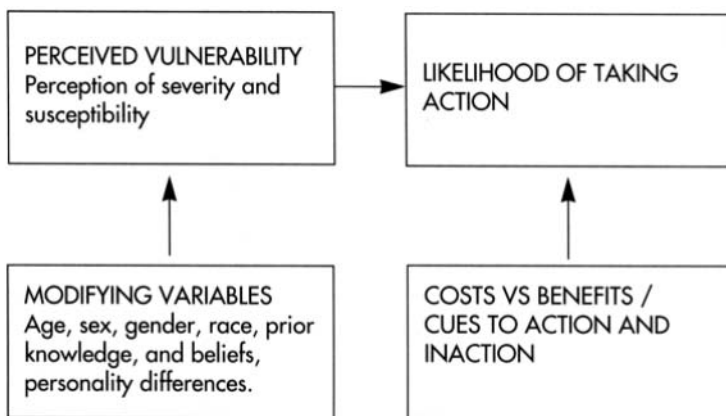 PERCEIVED VULNERABILITY
Perception of severity and
susceptibility
LIKELIHOOD OF TAKING
ACTION
MODIFYING VARIABLES
Age, sex, gender, race, prior
knowledge, and beliefs,
personality differences.
COSTS VS BENEFITS /
CUES TO ACTION AND
INACTION